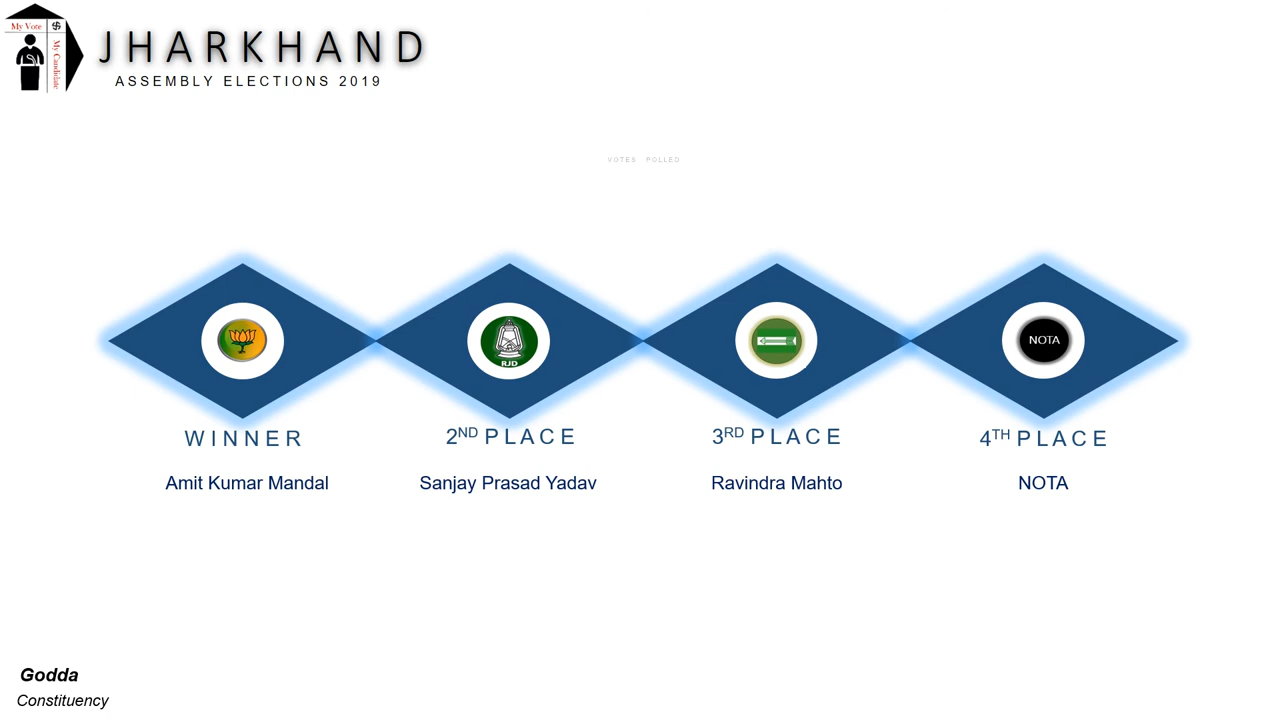 My Vote
My Candidate
JHARKHAND
ASSEMBLY ELECTIONS 2019
VOTES POLLED
RJD
NOTA
WINNER
2ND PLACE
3RD PLACE
4TH PLACE
Amit Kumar Mandal
Sanjay Prasad Yadav
Ravindra Mahto
NOTA
Godda
Constituency